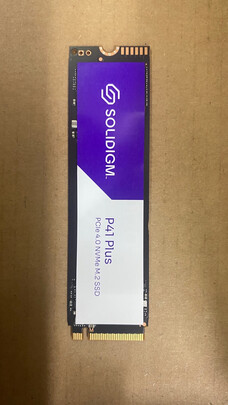 SOLIDIGM
P41 Plus
PCIe 4.0 NVMe M.2 SSD